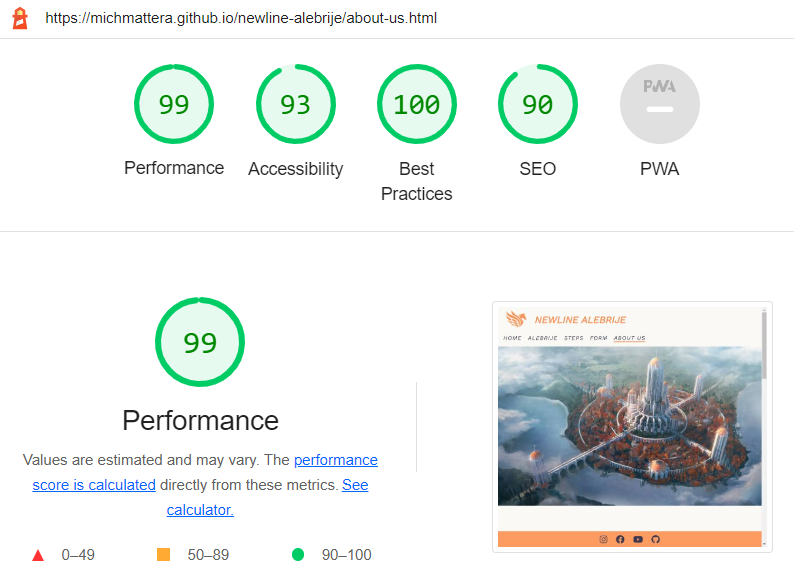 https://michmattera.github.io/newline-alebrije/about-us.html
99 93 100 90 PWA
Performance Accessibility Best Practices SEO PWA
99
Performance
Values are estimated and may vary. The performance
score is calculated directly from these metrics. See
calculator.
0–49 50–89 90–100
NEWLINE ALEBRIJE
HOME ALEBRIJE STEPS FORM ABOUT US